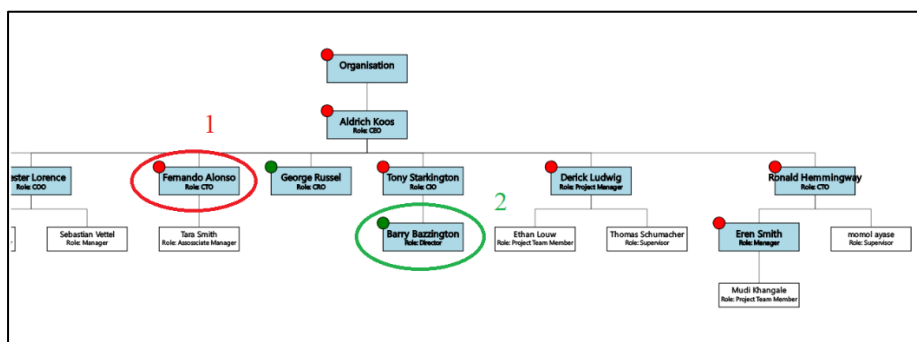 Organisation
Aldrich Koos
Role: CEO
1
ester Lorence
Role: COO
Fernando Alonso
Role: CTO
George Russel
Role: CRO
Tony Starkington
Role: CIO
Derick Ludwig
Role: Project Manager
Ronald Hemmingway
Role: CTO
2
Sebastian Vettel
Role: Manager
Tara Smith
Role: Assosciate Manager
Barry Bazzington
Role: Director
Ethan Louw
Role: Project Team Member
Thomas Schumacher
Role: Supervisor
Eren Smith
Role: Manager
momol ayase
Role: Supervisor
Mudi Khangale
Role: Project Team Member